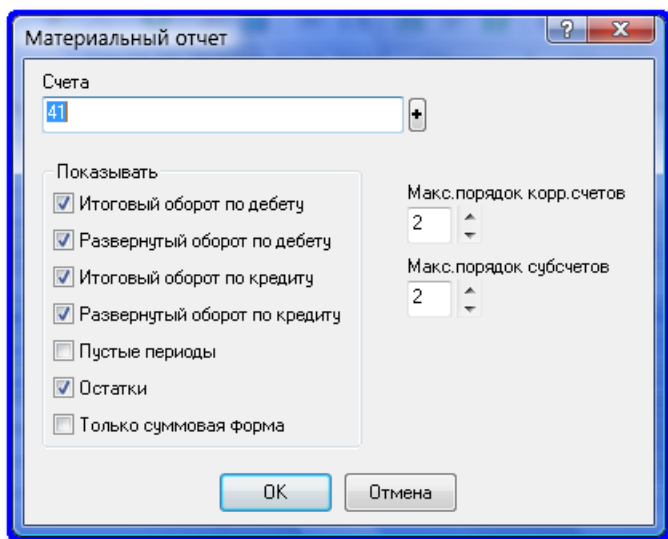 Материальный отчет
?
X
Счета
41
+
Показывать
Итоговый оборот по дебету
Развернутый оборот по дебету
Итоговый оборот по кредиту
Развернутый оборот по кредиту
Пустые периоды
Остатки
Только суммовая форма
Макс.порядок корр.счетов
2
Макс.порядок субсчетов
2
OK
Отмена